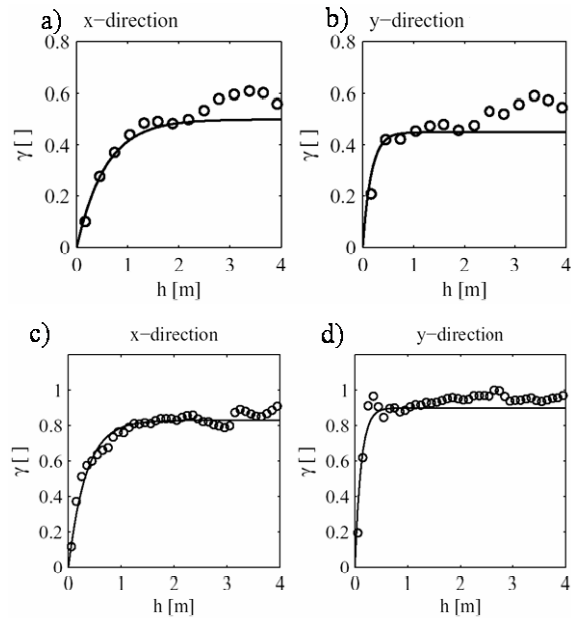 a) x−direction
0.8
0.6
0.4
0.2
0
γ [ ]
0 1 2 3 4
h [m]
b) y−direction
0.8
0.6
0.4
0.2
0
γ [ ]
0 1 2 3 4
h [m]
c) x−direction
1
0.8
0.6
0.4
0.2
0
γ [ ]
0 1 2 3 4
h [m]
d) y−direction
1
0.8
0.6
0.4
0.2
0
γ [ ]
0 1 2 3 4
h [m]